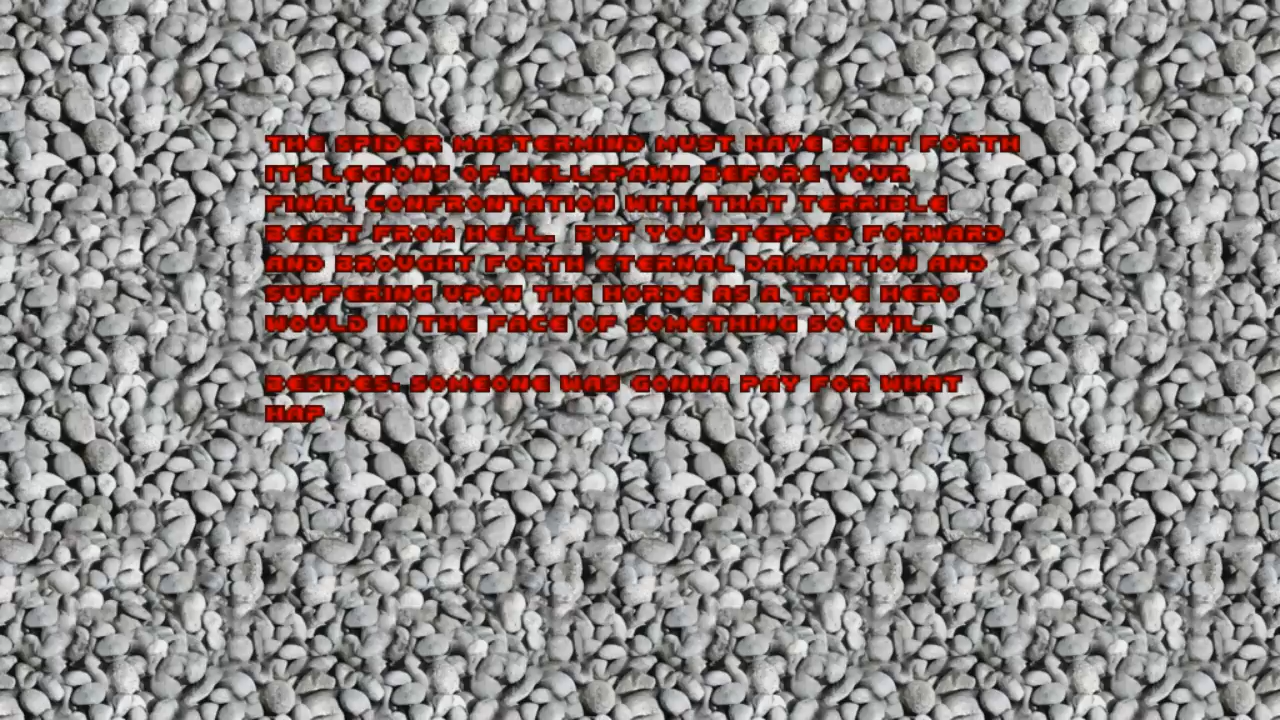 THE SPIDER MASTERMIND MUST HAVE SENT FORTH
ITS LEGIONS OF HELLSPAWN BEFORE YOUR
FINAL CONFRONTATION WITH THAT TERRIBLE
BEAST FROM HELL.  BUT YOU STEPPED FORWARD
AND BROUGHT FORTH ETERNAL DAMNATION AND
SUFFERING UPON THE HORDE AS A TRUE HERO
WOULD IN THE FACE OF SOMETHING SO EVIL.
BESIDES, SOMEONE WAS GONNA PAY FOR WHAT
HAP